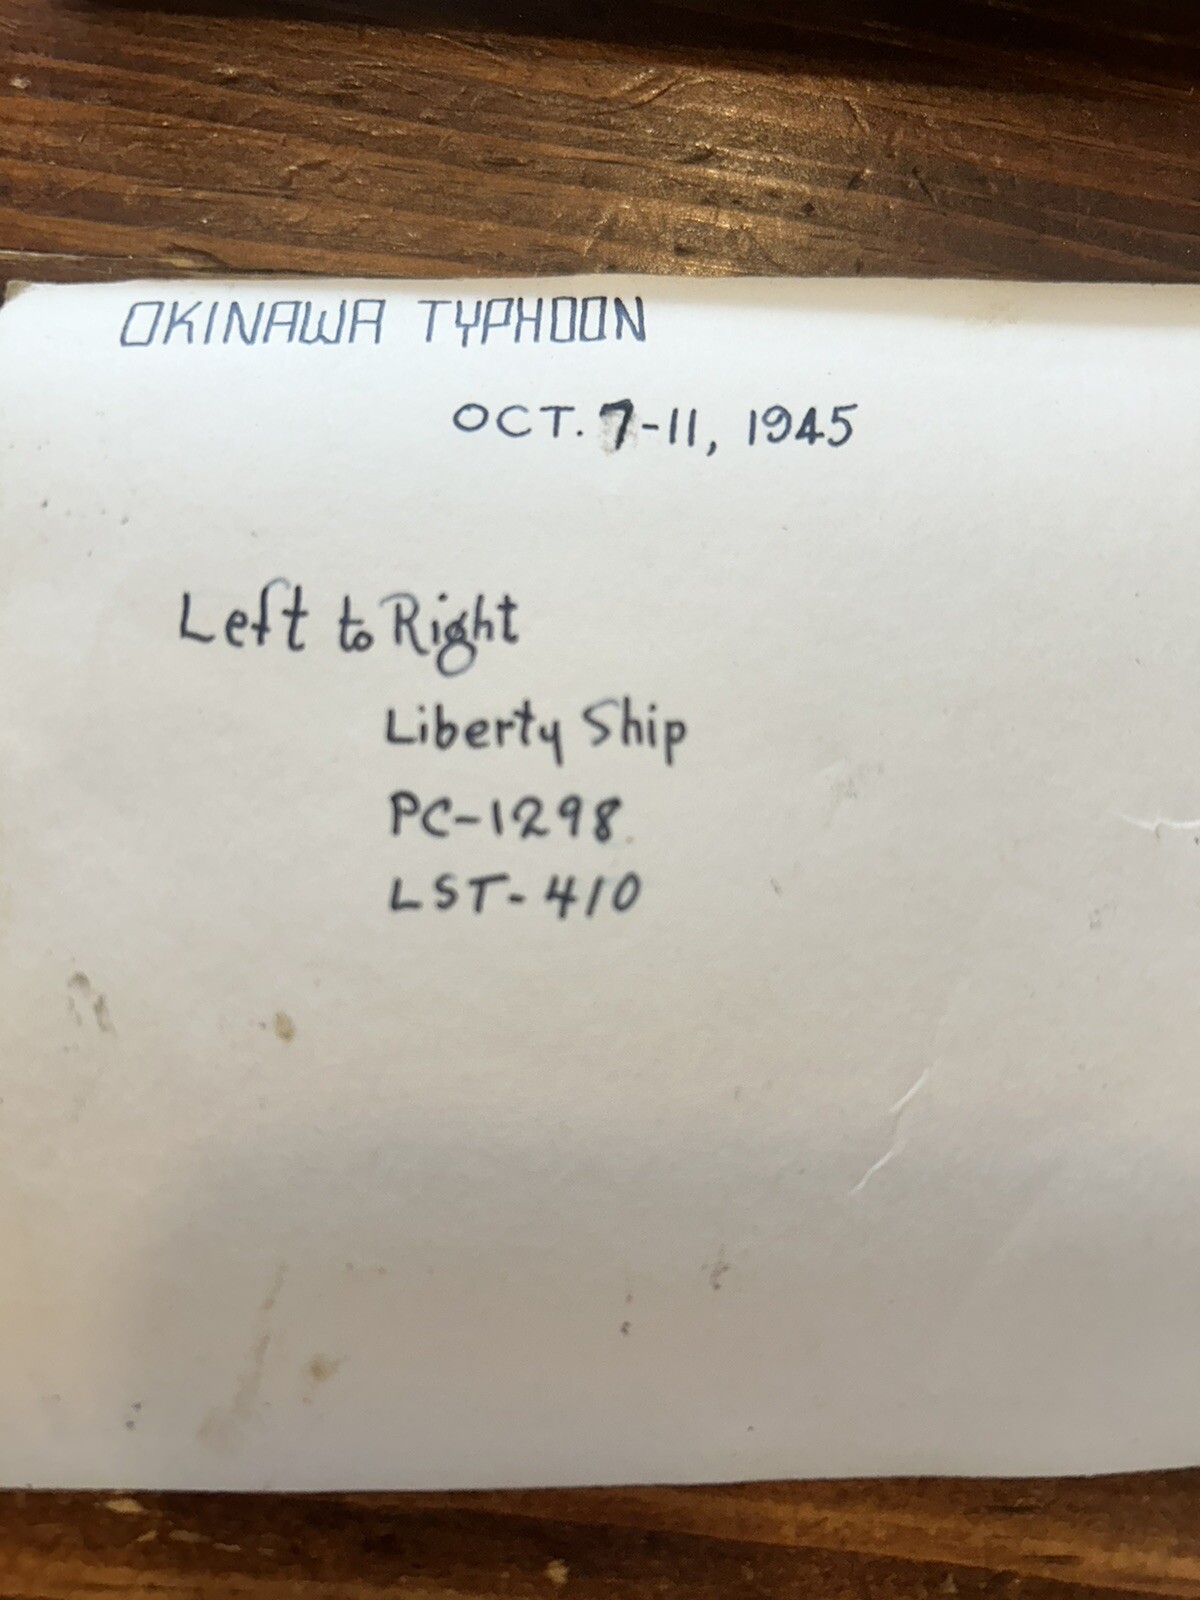 OKINAWA TYPHOON
OCT. 7-11, 1945
Left to Right
Liberty Ship
PC-1298
LST-410